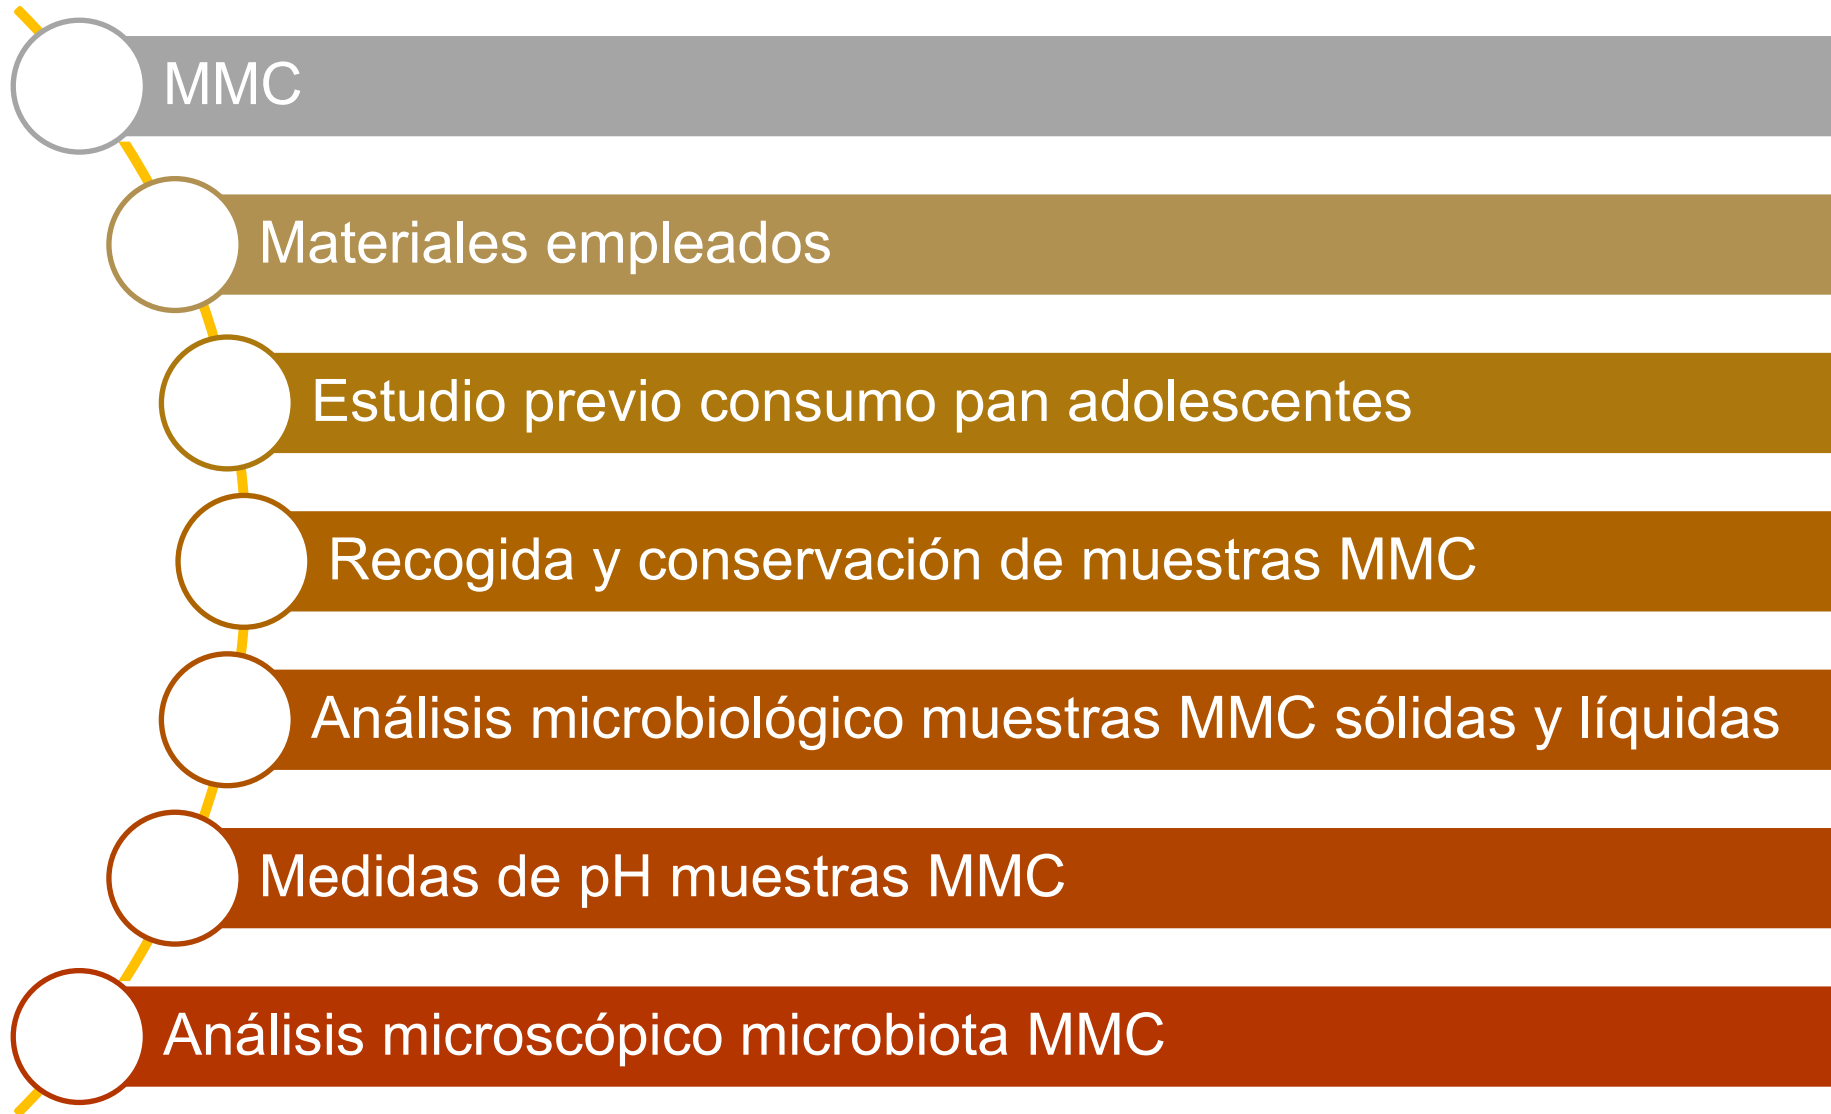 MMC
Materiales empleados
Estudio previo consumo pan adolescentes
Recogida y conservación de muestras MMC
Análisis microbiológico muestras MMC sólidas y líquidas
Medidas de pH muestras MMC
Análisis microscópico microbiota MMC